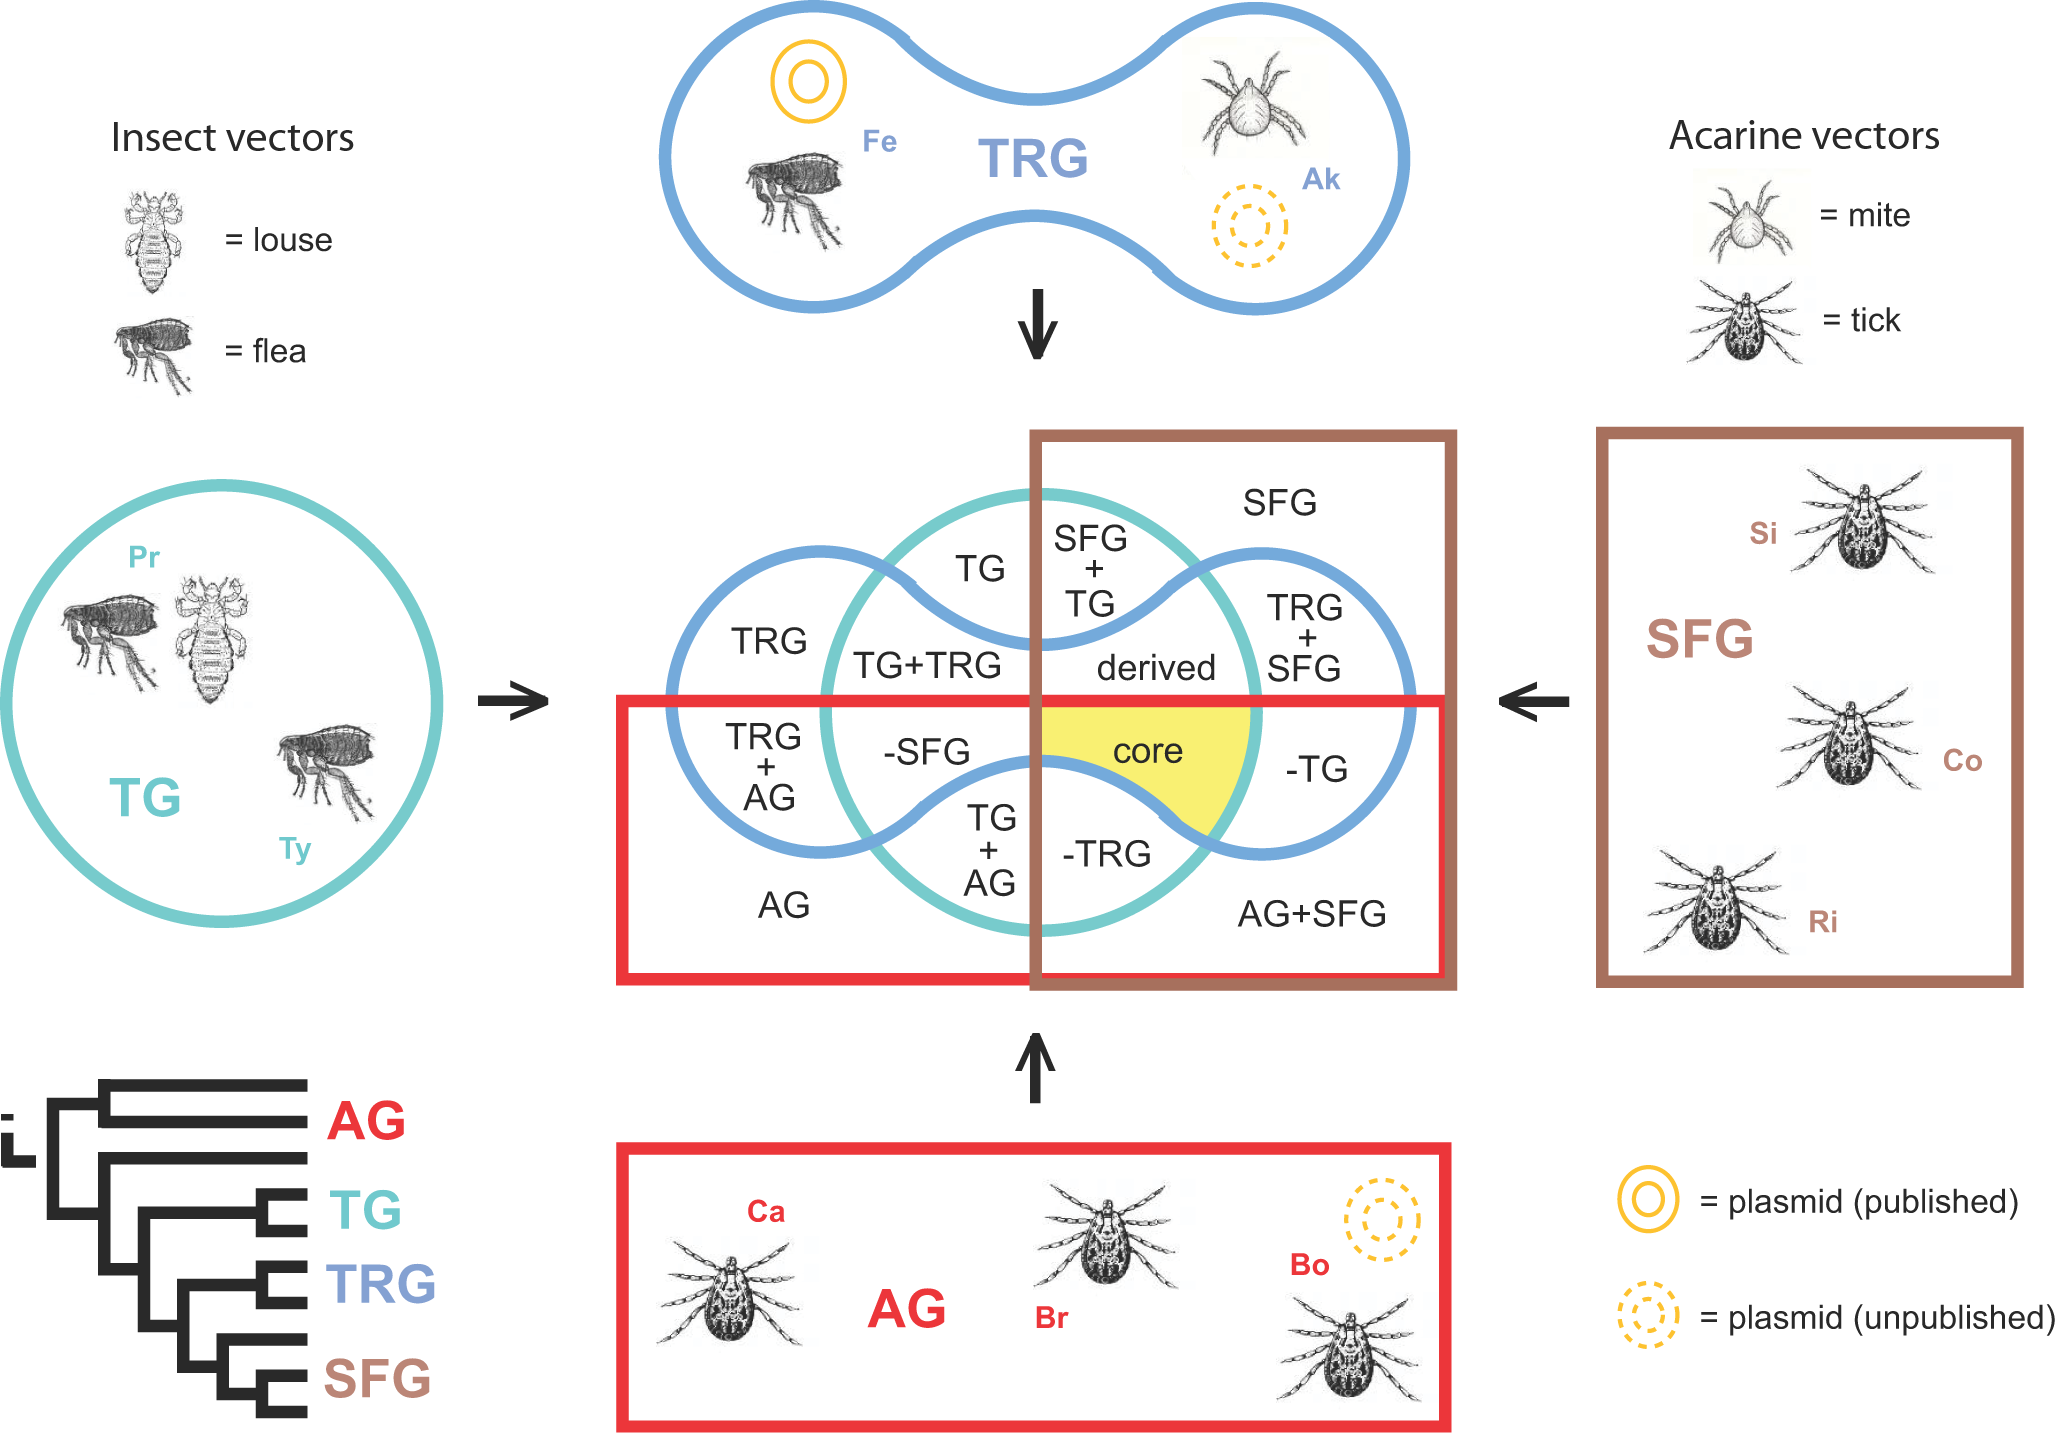 Insect vectors
= louse
= flea
Fe
TRG
Ak
Acarine vectors
= mite
= tick
Pr
TG
Ty
SFG
TG
SFG
+
TG
TRG
TG+TRG
derived
TRG
+
SFG
TRG
+
AG
-SFG
core
-TG
TG
+
AG
-TRG
AG
AG+SFG
Si
SFG
Co
Ri
AG
TG
TRG
SFG
Ca
AG
Br
Bo
= plasmid (published)
= plasmid (unpublished)